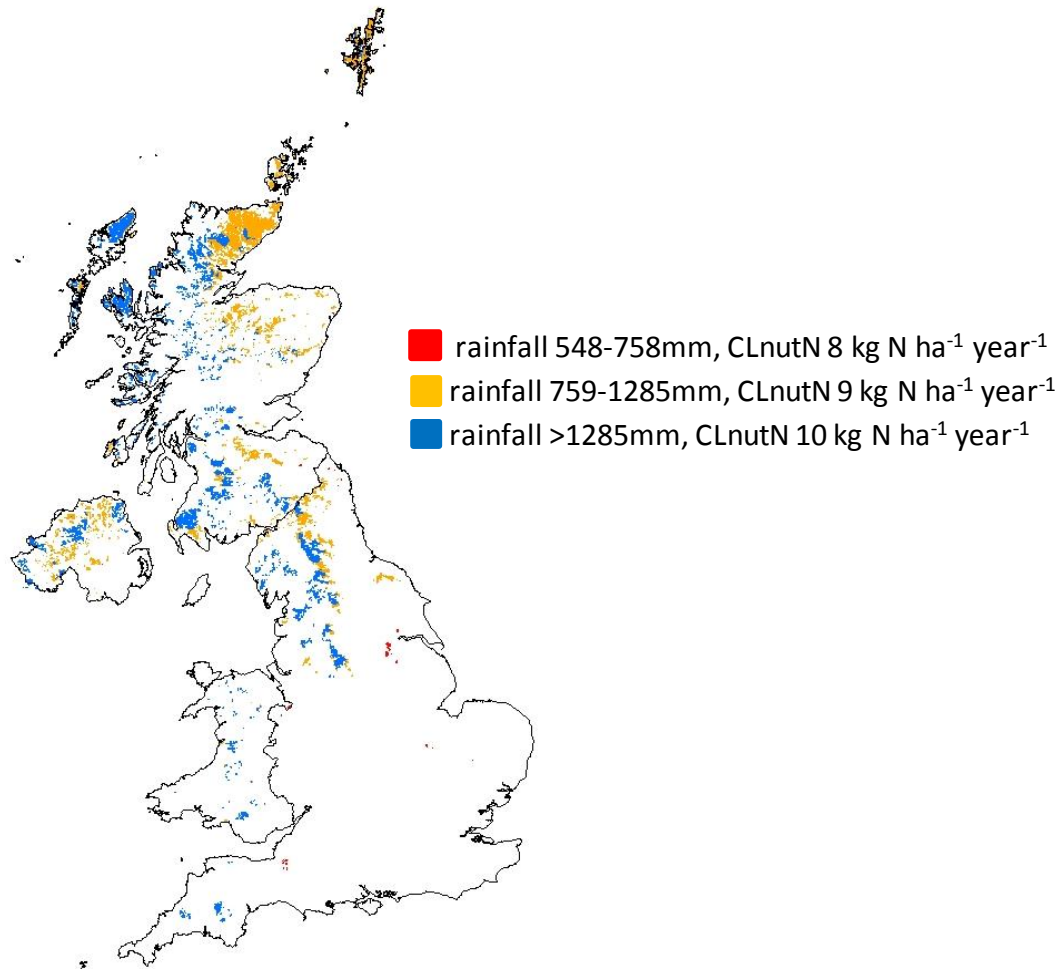 rainfall 548-758mm, CLnutN 8 kg N ha⁻¹ year⁻¹
rainfall 759-1285mm, CLnutN 9 kg N ha⁻¹ year⁻¹
rainfall >1285mm, CLnutN 10 kg N ha⁻¹ year⁻¹